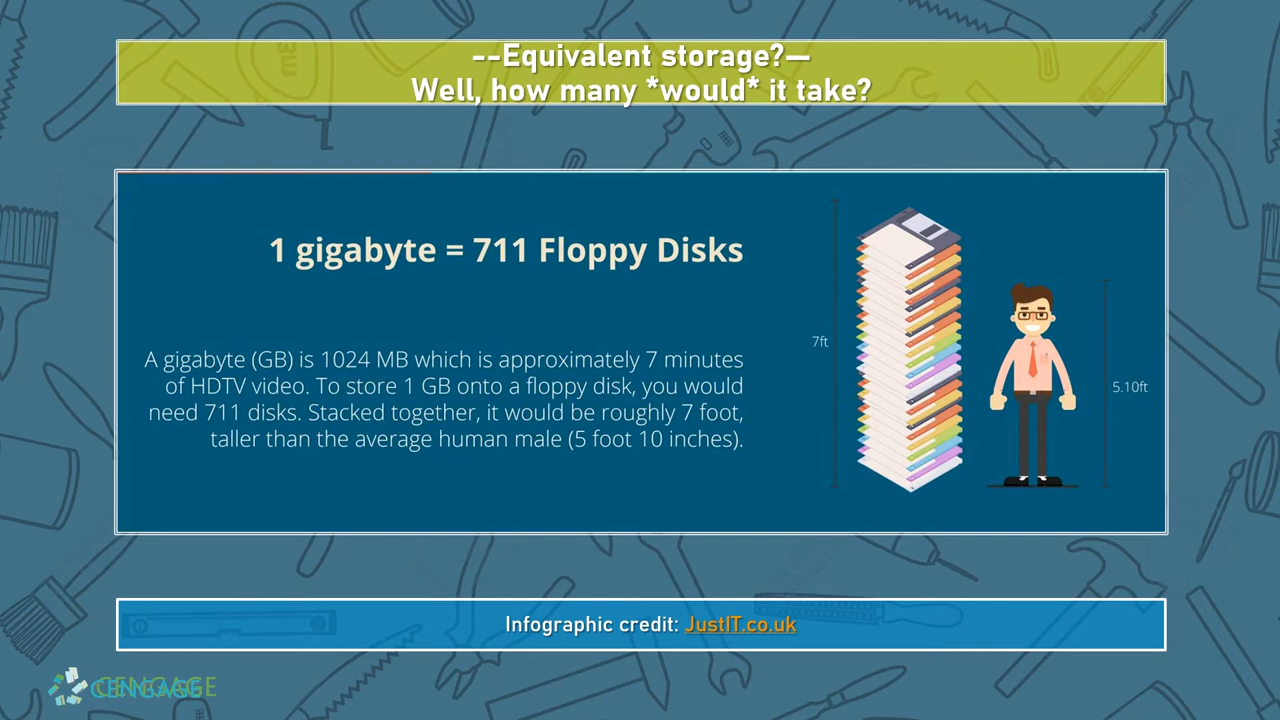 --Equivalent storage?—
Well, how many *would* it take?
1 gigabyte = 711 Floppy Disks
A gigabyte (GB) is 1024 MB which is approximately 7 minutes
of HDTV video. To store 1 GB onto a floppy disk, you would
need 711 disks. Stacked together, it would be roughly 7 foot,
taller than the average human male (5 foot 10 inches).
7ft
5.10ft
Infographic credit: JustIT.co.uk
CENGAGE